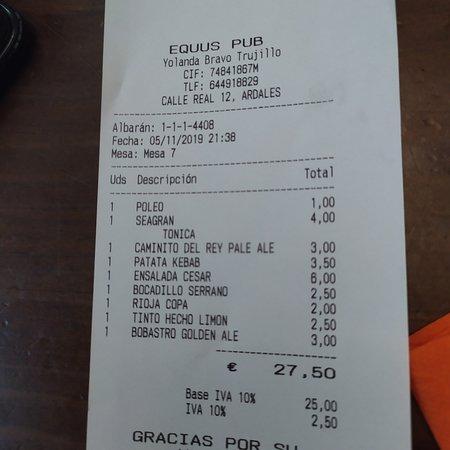 EQUUS PUB
Yolanda Bravo Trujillo
CIF: 74841867M
TLF: 644918829
CALLE REAL 12, ARDALES
Albarán: 1-1-1-4408
Fecha: 05/11/2019 21:38
Mesa: Mesa 7
Uds Descripción Total
1 POLEO 1,00
1 SEAGRAN 4,00
TONICA
1 CAMINITO DEL REY PALE ALE 3,00
1 PATATA KEBAB 3,50
1 ENSALADA CESAR 6,00
1 BOCADILLO SERRANO 2,50
1 RIOJA COPA 2,00
1 TINTO HECHO LIMON 2,50
1 BOBASTRO GOLDEN ALE 3,00
€ 27,50
Base IVA 10% 25,00
IVA 10% 2,50
GRACIAS POR SU